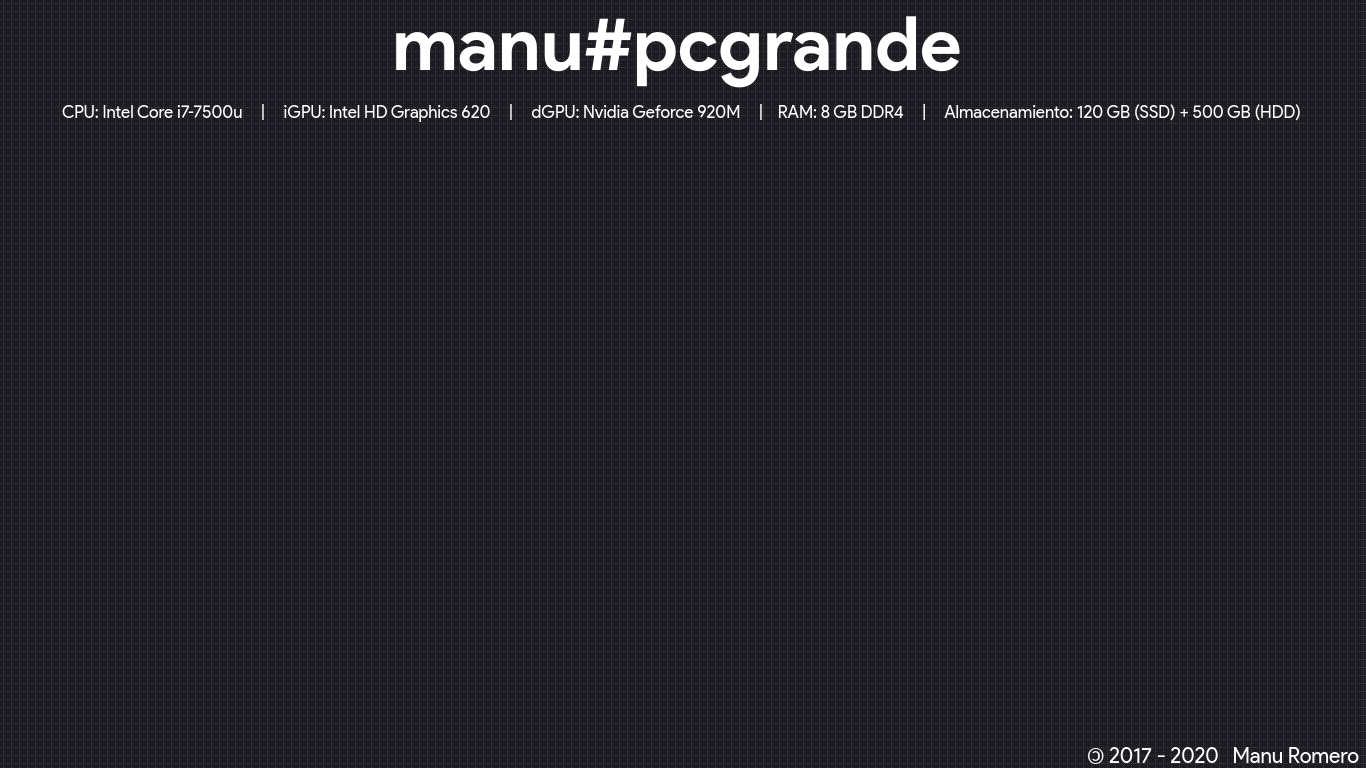 manu#pcgrande
CPU: Intel Core i7-7500u | iGPU: Intel HD Graphics 620 | dGPU: Nvidia Geforce 920M | RAM: 8 GB DDR4 | Almacenamiento: 120 GB (SSD) + 500 GB (HDD)
🄯 2017 - 2020 Manu Romero